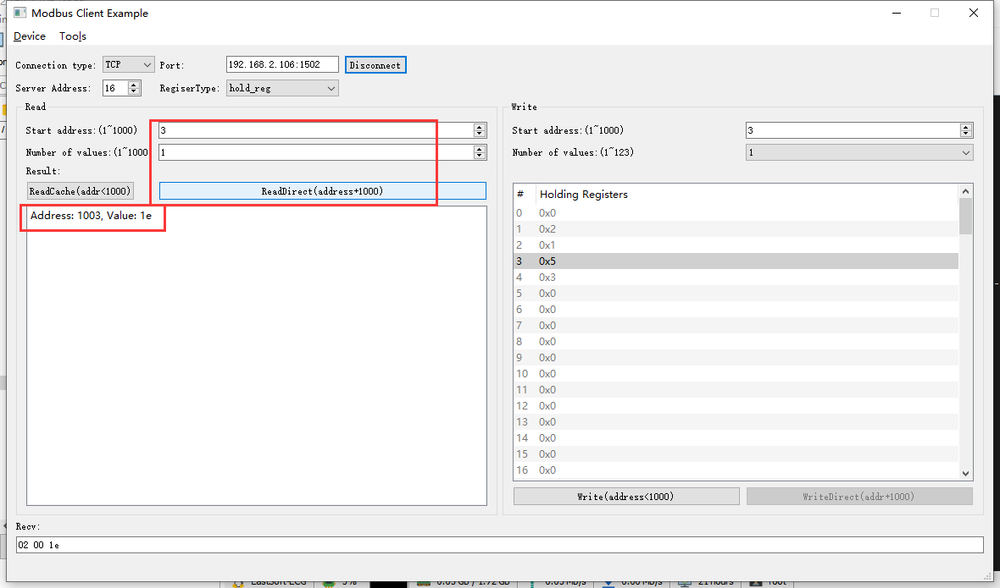 Modbus Client Example
Device Tools
Connection type: TCP Port: 192.168.2.106:1502 Disconnect
Server Address: 16 RegiserType: hold_reg
Read
Start address:(1~1000) 3
Number of values:(1~1000 1
Result:
ReadCache(addr<1000) ReadDirect(address+1000)
Address: 1003, Value: 1e
Write
Start address:(1~1000) 3
Number of values:(1~123) 1
# Holding Registers
0 0x0
1 0x2
2 0x1
3 0x5
4 0x3
5 0x0
6 0x0
7 0x0
8 0x0
9 0x0
10 0x0
11 0x0
12 0x0
13 0x0
14 0x0
15 0x0
16 0x0
Write(address<1000) WriteDirect(addr+1000)
Recv:
02 00 1e